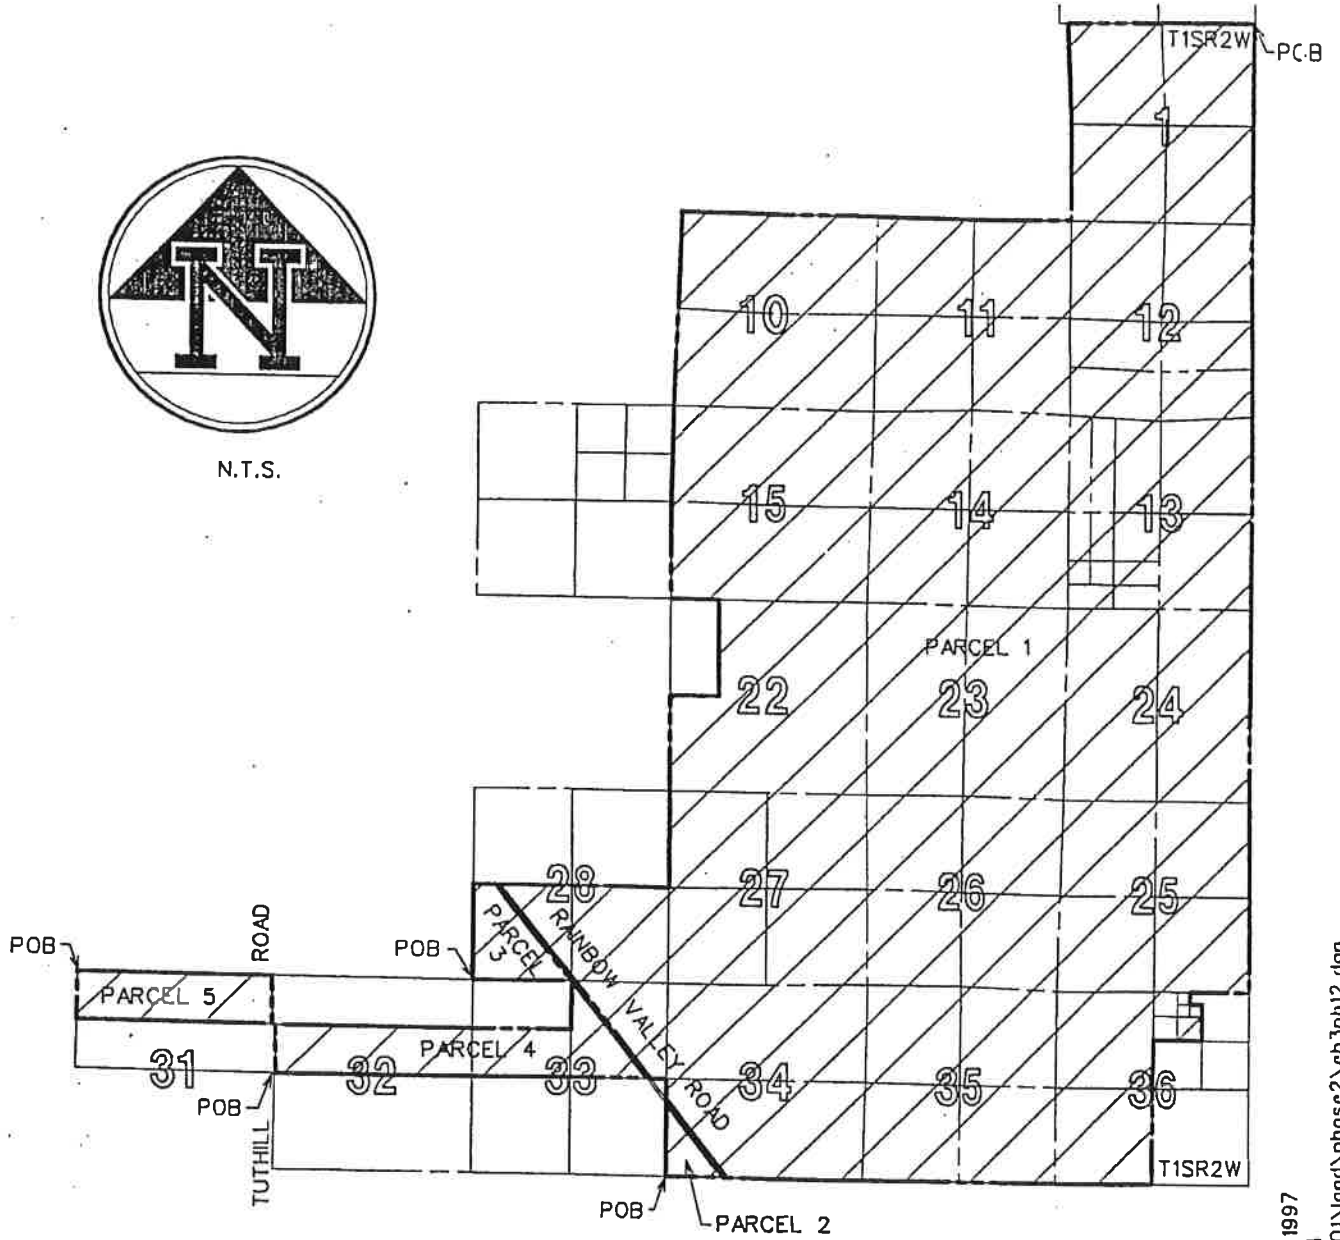 T1SR2W
POB
1
N
N.T.S.
10
11
12
15
14
13
PARCEL 1
22
23
24
28
27
26
25
PARCEL
3
RAINBOW VALLEY ROAD
POB
ROAD
POB
PARCEL 5
PARCEL 4
31
32
33
34
35
36
POB
TUTHILL
T1SR2W
POB
PARCEL 2
1997